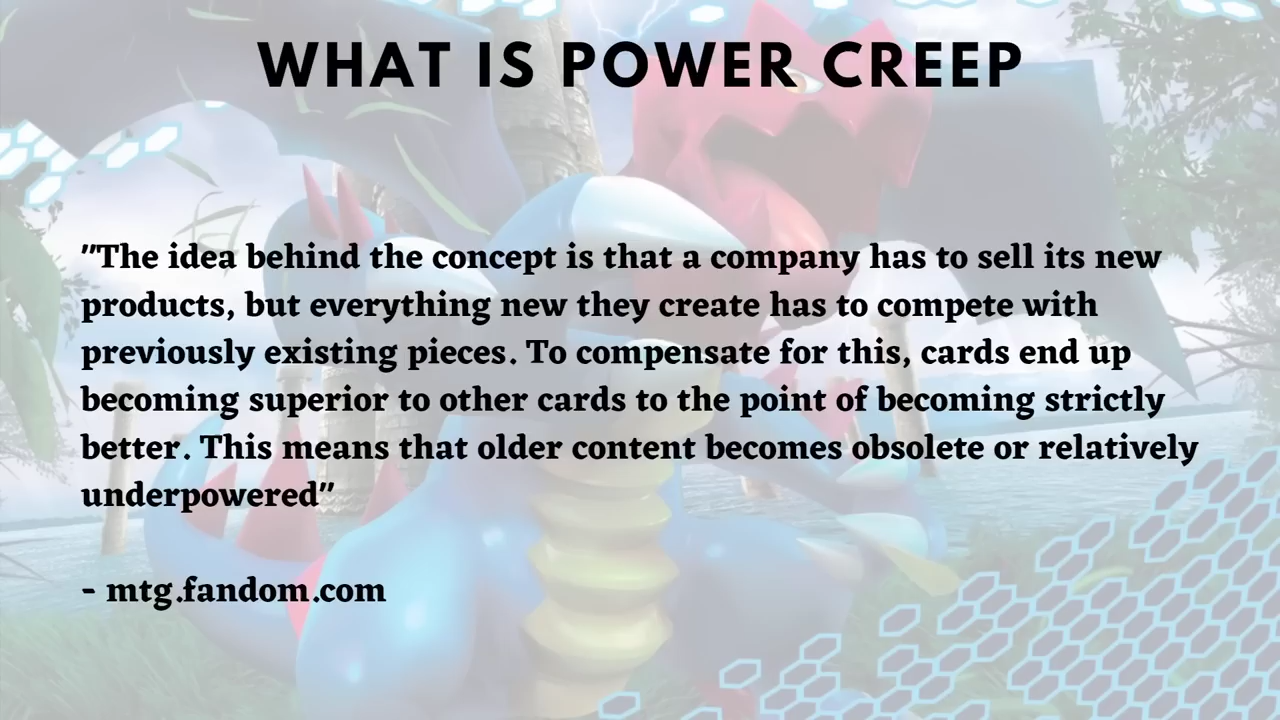 WHAT IS POWER CREEP
"The idea behind the concept is that a company has to sell its new
products, but everything new they create has to compete with
previously existing pieces. To compensate for this, cards end up
becoming superior to other cards to the point of becoming strictly
better. This means that older content becomes obsolete or relatively
underpowered"
- mtg.fandom.com